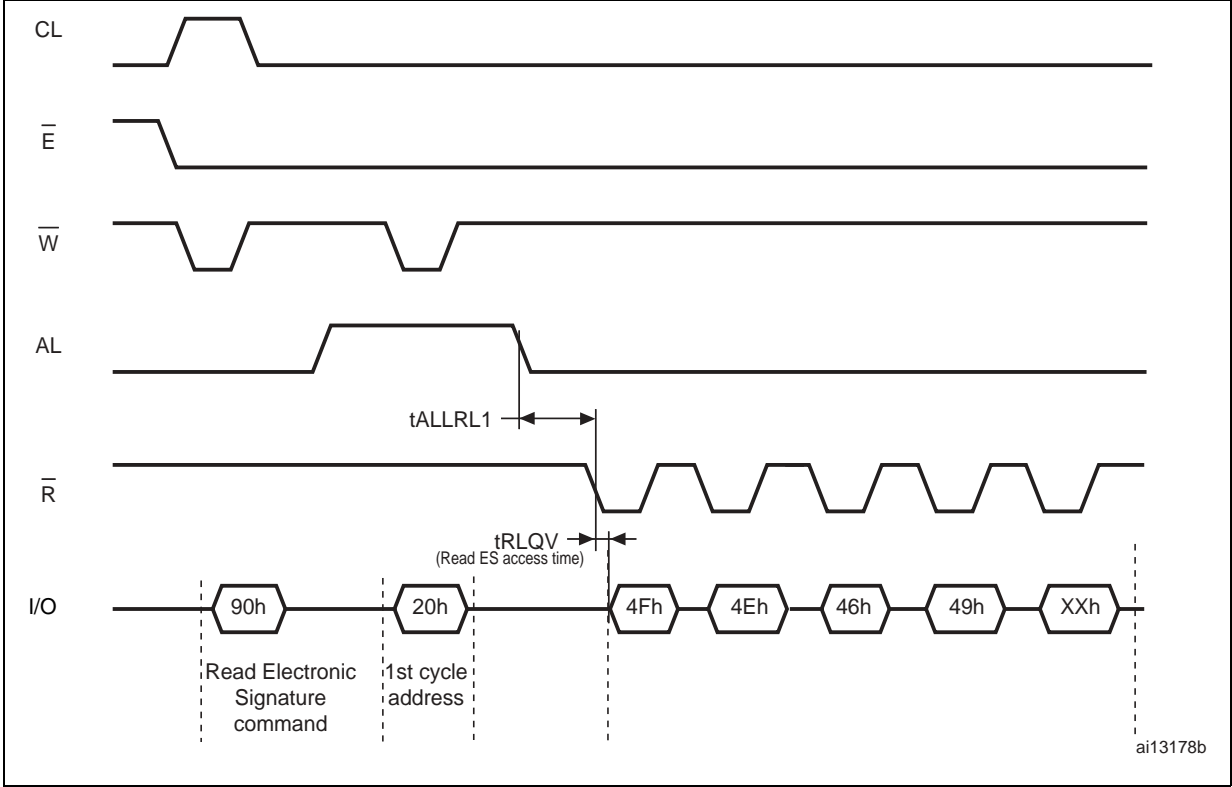 CL
E
W
AL
tALLRL1
R
tRLQV
(Read ES access time)
I/O
90h
20h
4Fh
4Eh
46h
49h
XXh
Read Electronic
Signature
command
1st cycle
address
ai13178b